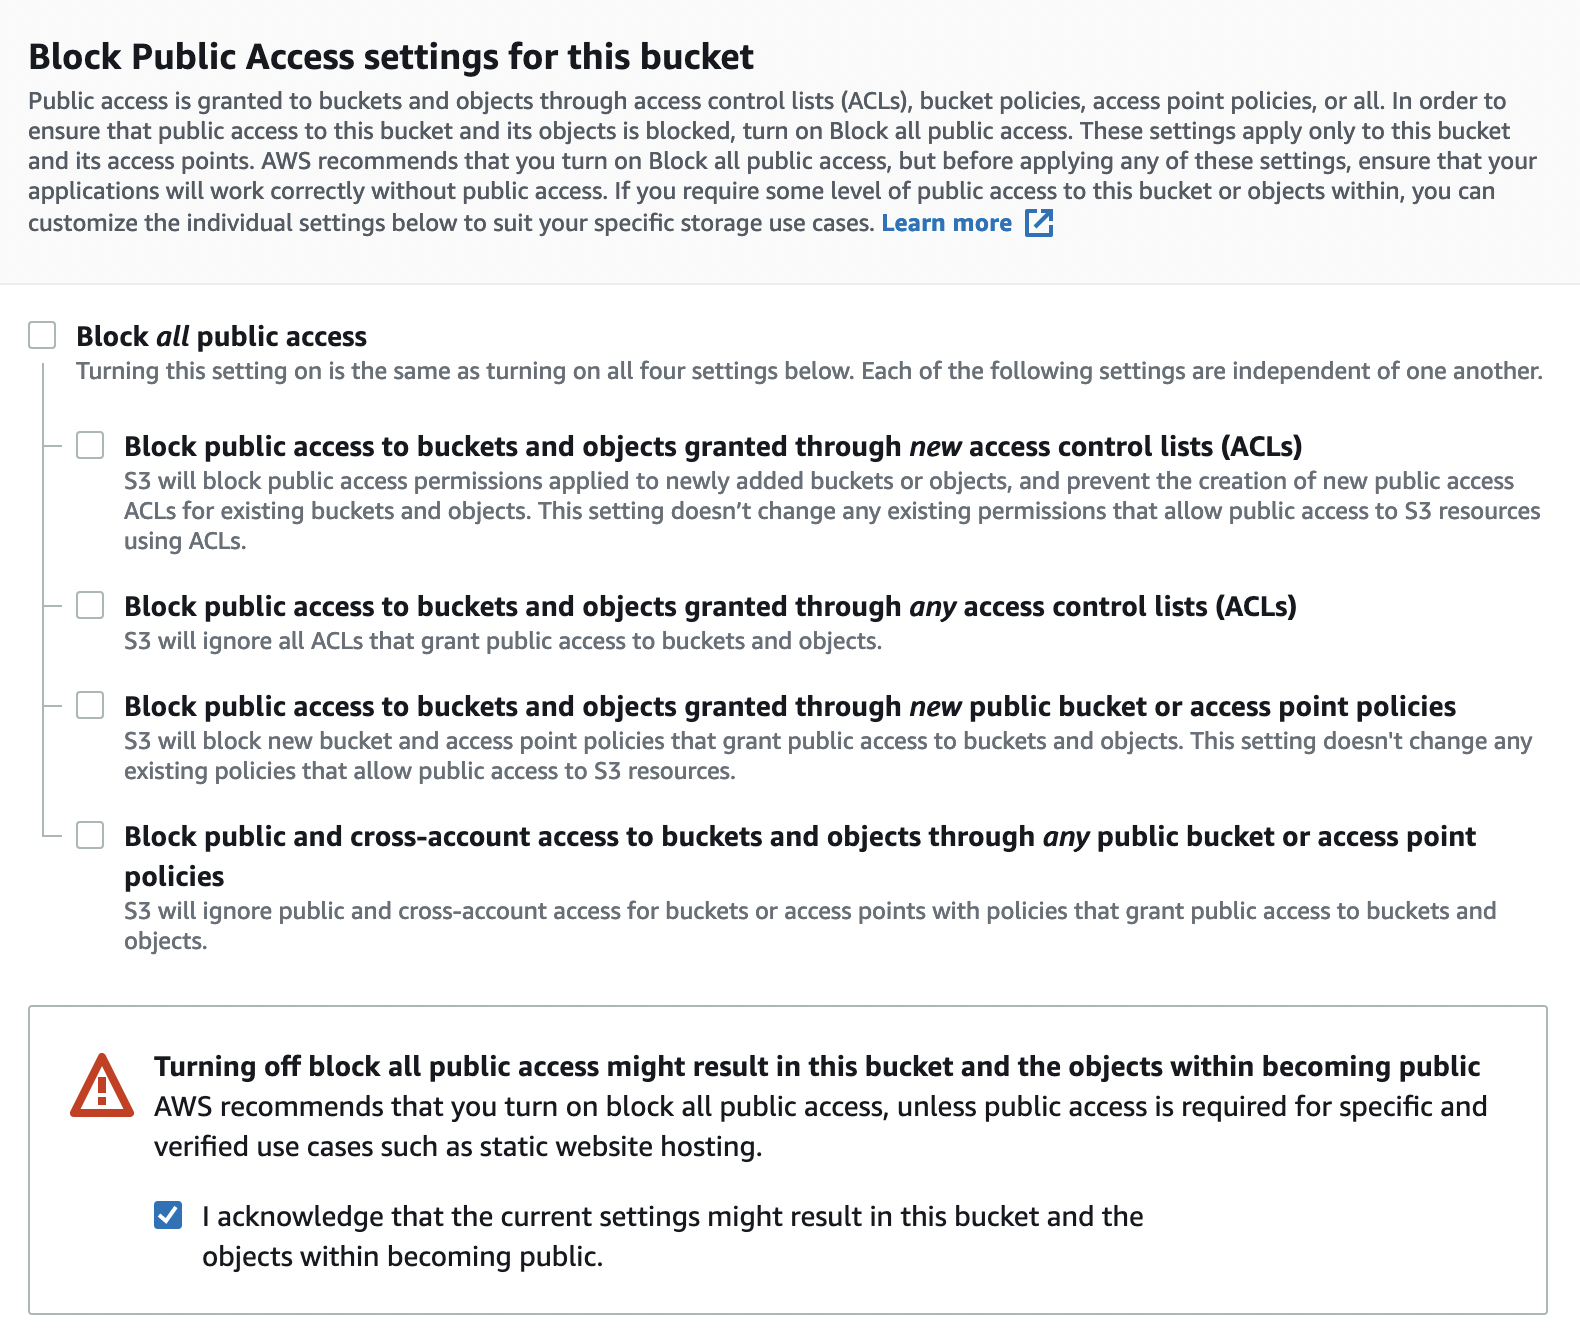 Block Public Access settings for this bucket
Public access is granted to buckets and objects through access control lists (ACLs), bucket policies, access point policies, or all. In order to
ensure that public access to this bucket and its objects is blocked, turn on Block all public access. These settings apply only to this bucket
and its access points. AWS recommends that you turn on Block all public access, but before applying any of these settings, ensure that your
applications will work correctly without public access. If you require some level of public access to this bucket or objects within, you can
customize the individual settings below to suit your specific storage use cases. Learn more
Block all public access
Turning this setting on is the same as turning on all four settings below. Each of the following settings are independent of one another.
Block public access to buckets and objects granted through new access control lists (ACLs)
S3 will block public access permissions applied to newly added buckets or objects, and prevent the creation of new public access
ACLs for existing buckets and objects. This setting doesn’t change any existing permissions that allow public access to S3 resources
using ACLs.
Block public access to buckets and objects granted through any access control lists (ACLs)
S3 will ignore all ACLs that grant public access to buckets and objects.
Block public access to buckets and objects granted through new public bucket or access point policies
S3 will block new bucket and access point policies that grant public access to buckets and objects. This setting doesn't change any
existing policies that allow public access to S3 resources.
Block public and cross-account access to buckets and objects through any public bucket or access point
policies
S3 will ignore public and cross-account access for buckets or access points with policies that grant public access to buckets and
objects.
Turning off block all public access might result in this bucket and the objects within becoming public
AWS recommends that you turn on block all public access, unless public access is required for specific and
verified use cases such as static website hosting.
I acknowledge that the current settings might result in this bucket and the
objects within becoming public.